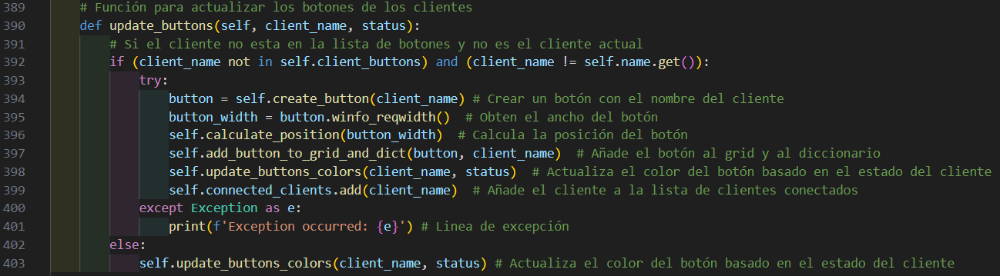 389 # Función para actualizar los botones de los clientes
390 def update_buttons(self, client_name, status):
391 # Si el cliente no esta en la lista de botones y no es el cliente actual
392 if (client_name not in self.client_buttons) and (client_name != self.name.get()):
393 try:
394 button = self.create_button(client_name) # Crear un botón con el nombre del cliente
395 button_width = button.winfo_reqwidth() # Obten el ancho del botón
396 self.calculate_position(button_width) # Calcula la posición del botón
397 self.add_button_to_grid_and_dict(button, client_name) # Añade el botón al grid y al diccionario
398 self.update_buttons_colors(client_name, status) # Actualiza el color del botón basado en el estado del cliente
399 self.connected_clients.add(client_name) # Añade el cliente a la lista de clientes conectados
400 except Exception as e:
401 print(f'Exception occurred: {e}') # Linea de excepción
402 else:
403 self.update_buttons_colors(client_name, status) # Actualiza el color del botón basado en el estado del cliente